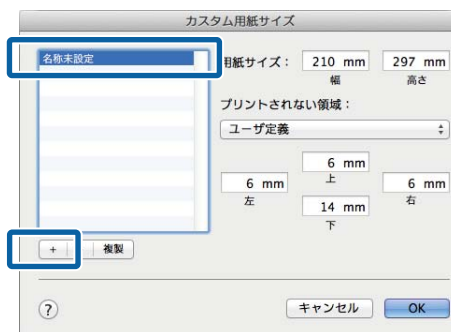 カスタム用紙サイズ
名称未設定
用紙サイズ： 210 mm 297 mm
幅 高さ
プリントされない領域：
ユーザ定義
6 mm
上
6 mm 6 mm
左 右
14 mm
下
+ 複製
? キャンセル OK